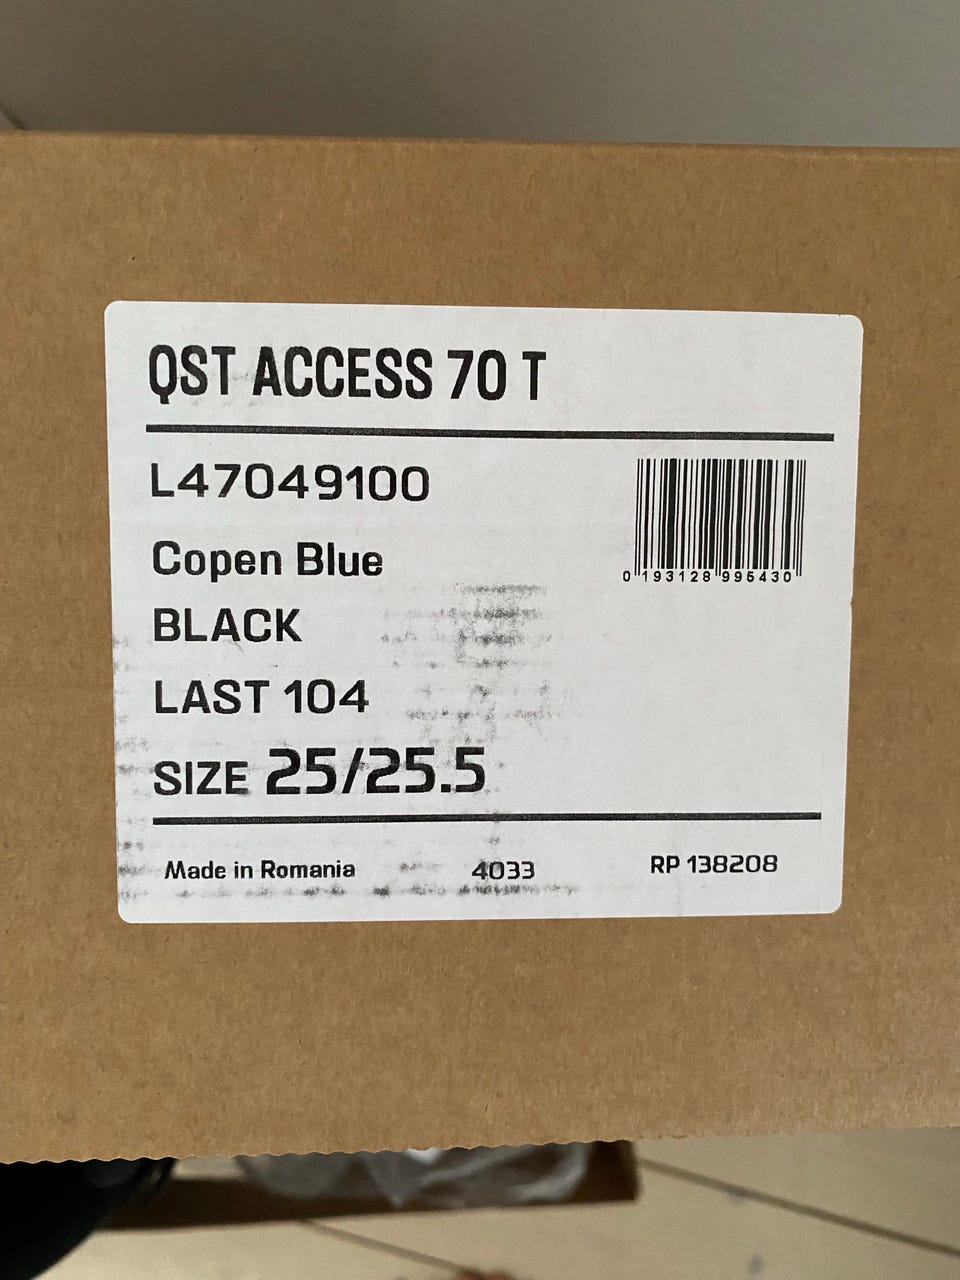 QST ACCESS 70 T
L47049100
0 193128 995430
Copen Blue
BLACK
LAST 104
SIZE 25/25.5
Made in Romania 4033 RP 138208